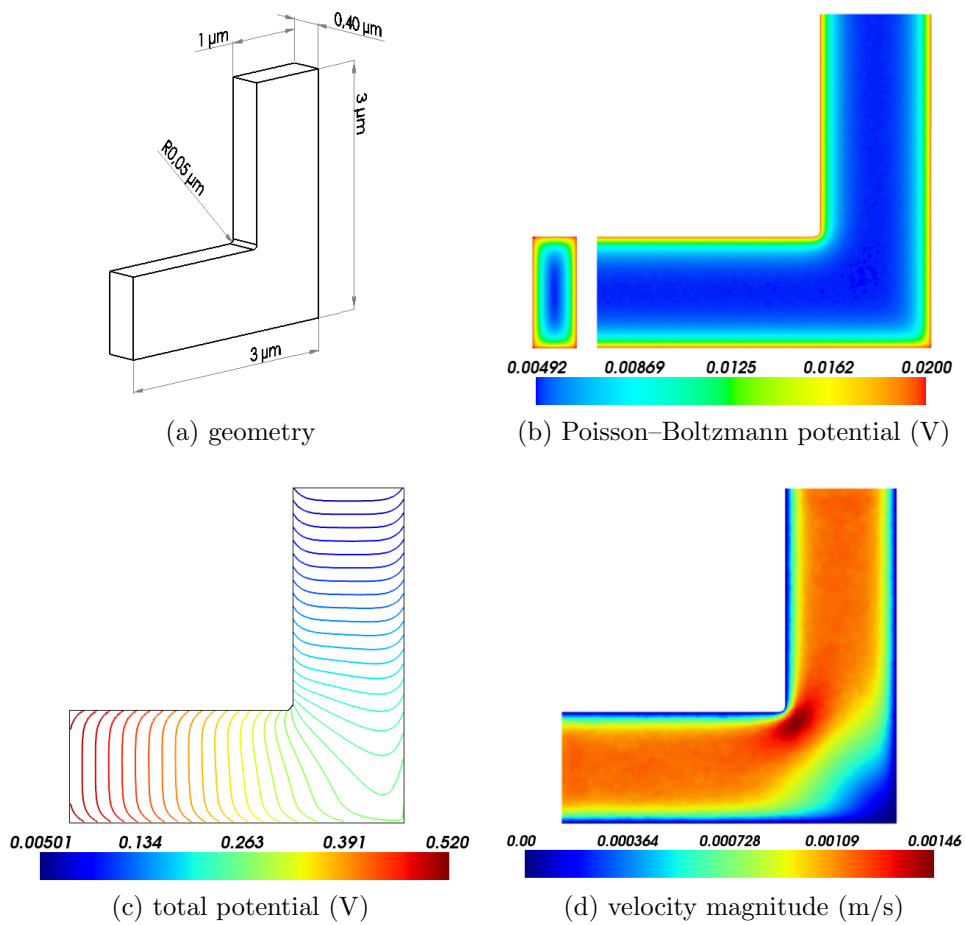 0,40 µm
1 µm
3 µm
R0,05 µm
3 µm
(a) geometry
0.00492 0.00869 0.0125 0.0162 0.0200
(b) Poisson–Boltzmann potential (V)
0.00501 0.134 0.263 0.391 0.520
(c) total potential (V)
0.00 0.000364 0.000728 0.00109 0.00146
(d) velocity magnitude (m/s)